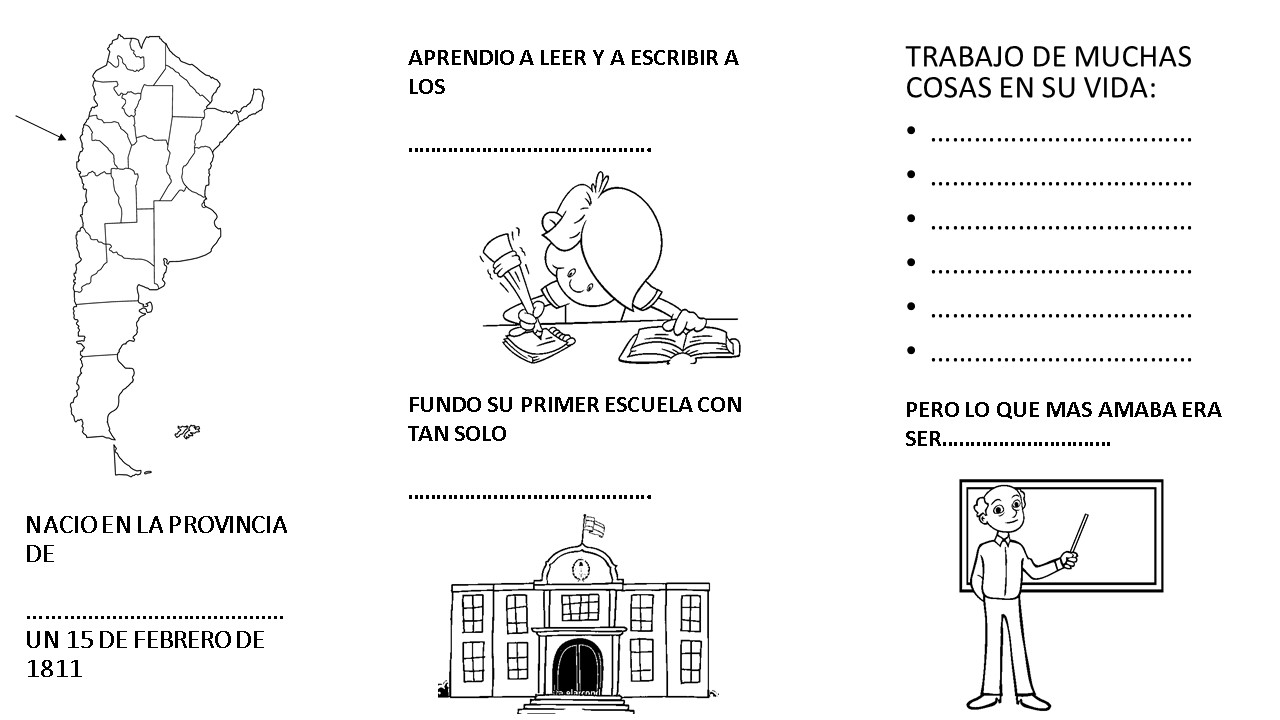 NACIO EN LA PROVINCIA
DE
............................................
UN 15 DE FEBRERO DE
1811
APRENDIO A LEER Y A ESCRIBIR A
LOS
...........................................
FUNDO SU PRIMER ESCUELA CON
TAN SOLO
...........................................
TRABAJO DE MUCHAS
COSAS EN SU VIDA:
• ....................................
• ....................................
• ....................................
• ....................................
• ....................................
• ....................................
PERO LO QUE MAS AMABA ERA
SER..............................